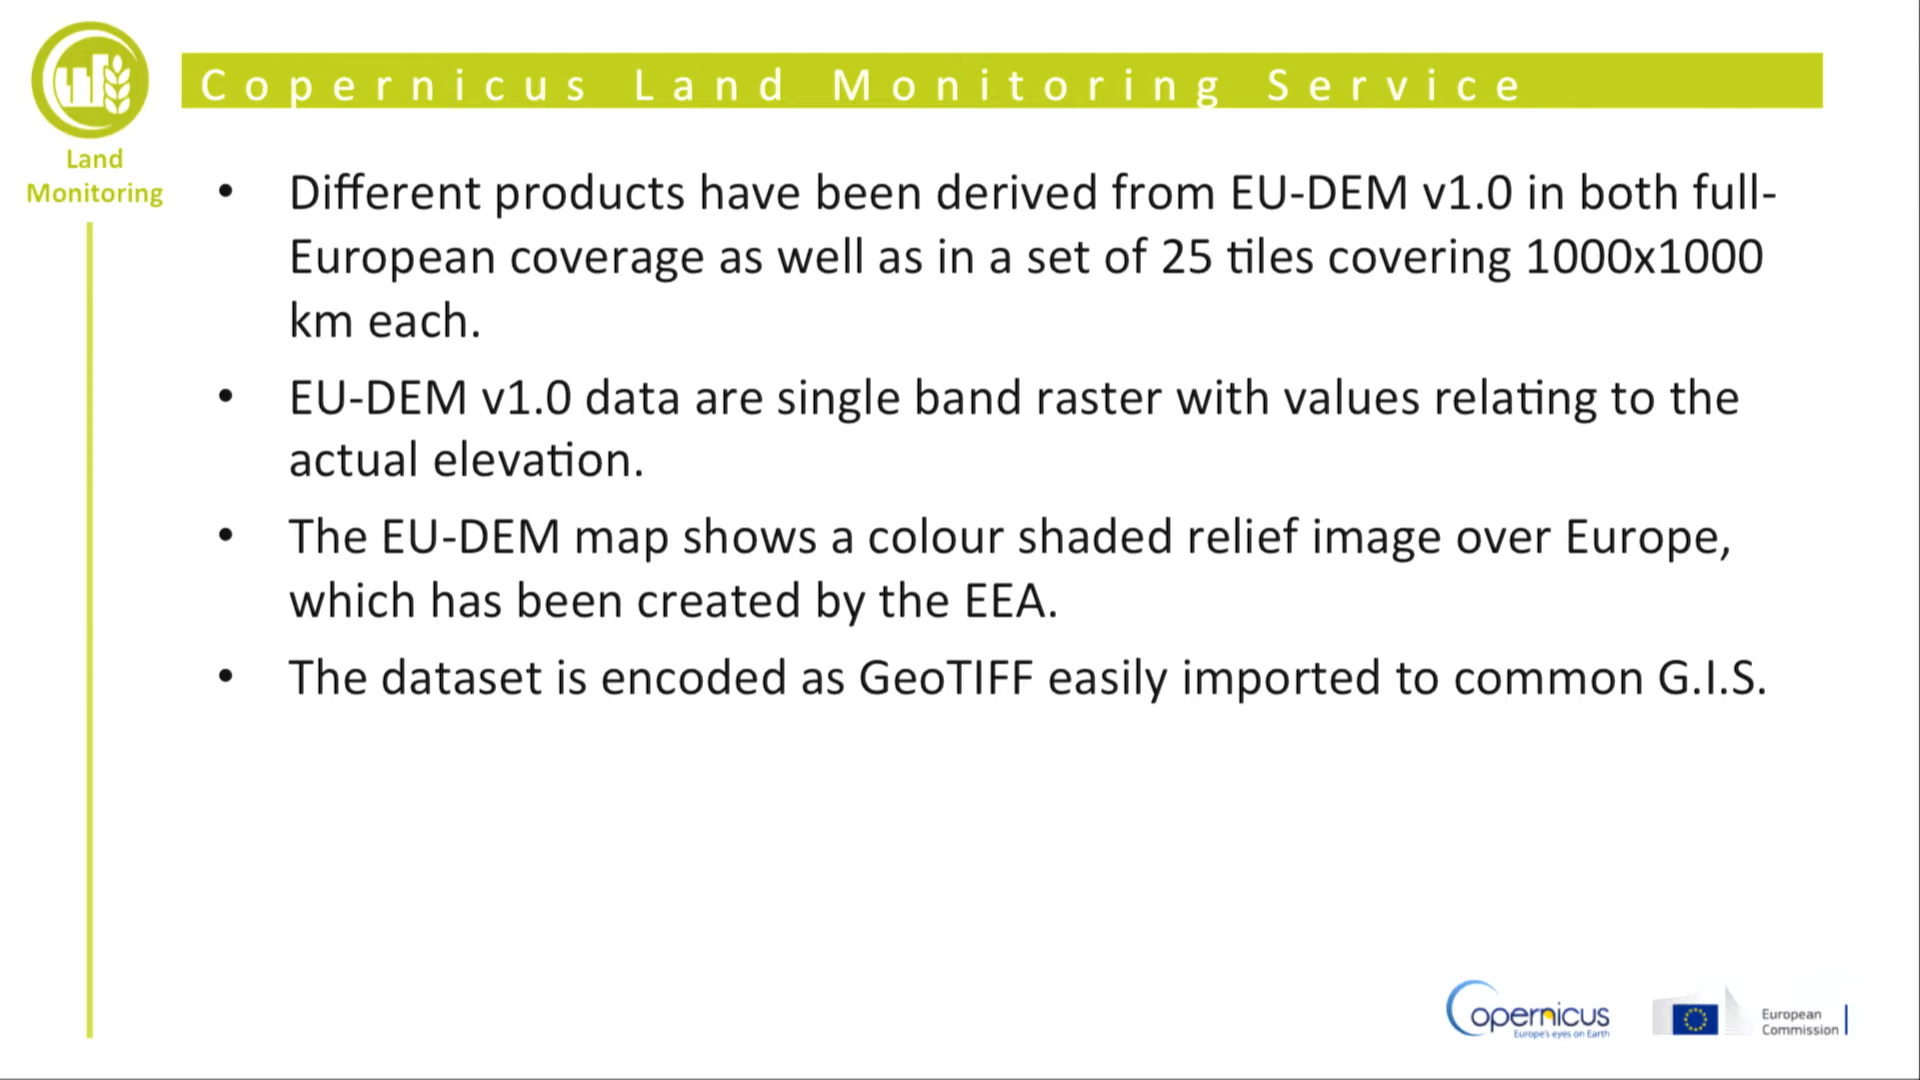 Copernicus Land Monitoring Service
Land
Monitoring
• Different products have been derived from EU-DEM v1.0 in both full-
European coverage as well as in a set of 25 tiles covering 1000x1000
km each.
• EU-DEM v1.0 data are single band raster with values relating to the
actual elevation.
• The EU-DEM map shows a colour shaded relief image over Europe,
which has been created by the EEA.
• The dataset is encoded as GeoTIFF easily imported to common G.I.S.
Copernicus
Europe's eyes on Earth
European
Commission